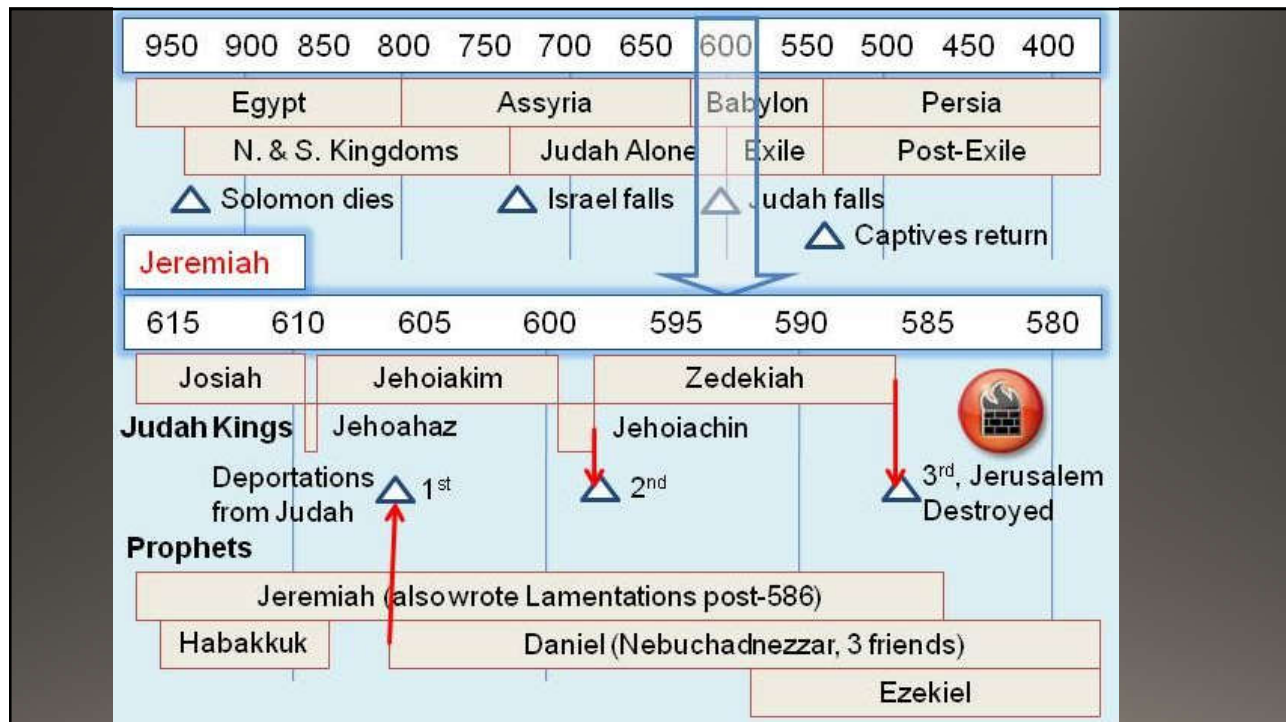 950 900 850 800 750 700 650 600 550 500 450 400
Egypt Assyria Babylon Persia
N. & S. Kingdoms Judah Alone Exile Post-Exile
Solomon dies Israel falls Judah falls
Captives return
Jeremiah
615 610 605 600 595 590 585 580
Josiah Jehoiakim Zedekiah
Judah Kings Jehoahaz Jehoiachin
Deportations 1st 2nd 3rd, Jerusalem
from Judah Destroyed
Prophets
Jeremiah (also wrote Lamentations post-586)
Habakkuk Daniel (Nebuchadnezzar, 3 friends)
Ezekiel